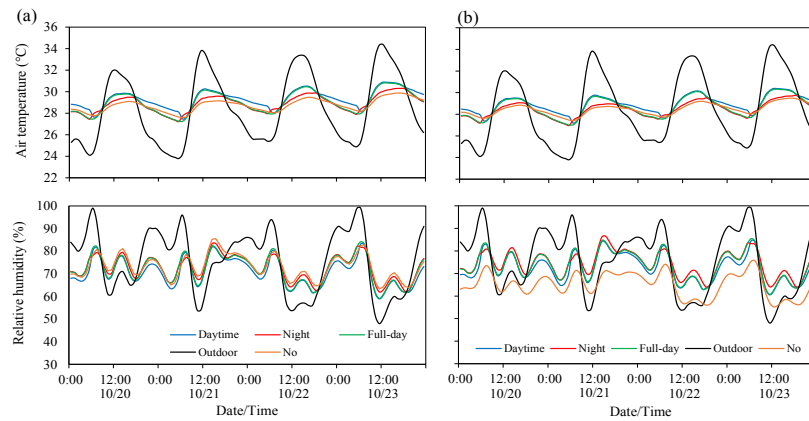 (a)
(b)
Air temperature (℃)
36
34
32
30
28
26
24
22
Relative humidity (%)
100
90
80
70
60
50
40
30
Daytime Night Full-day
Outdoor No
Daytime Night Full-day Outdoor No
0:00 12:00 0:00 12:00 0:00 12:00 0:00 12:00
10/20 10/21 10/22 10/23
Date/Time
0:00 12:00 0:00 12:00 0:00 12:00 0:00 12:00
10/20 10/21 10/22 10/23
Date/Time